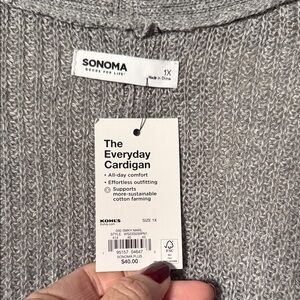 SONOMA
GOODS FOR LIFE
1X
Made in China
The
Everyday
Cardigan
• All-day comfort
• Effortless outfitting
Supports
more-sustainable
cotton farming
KOHL'S
SIZE 1X
SONOMA PLUS
$40.00
FSC